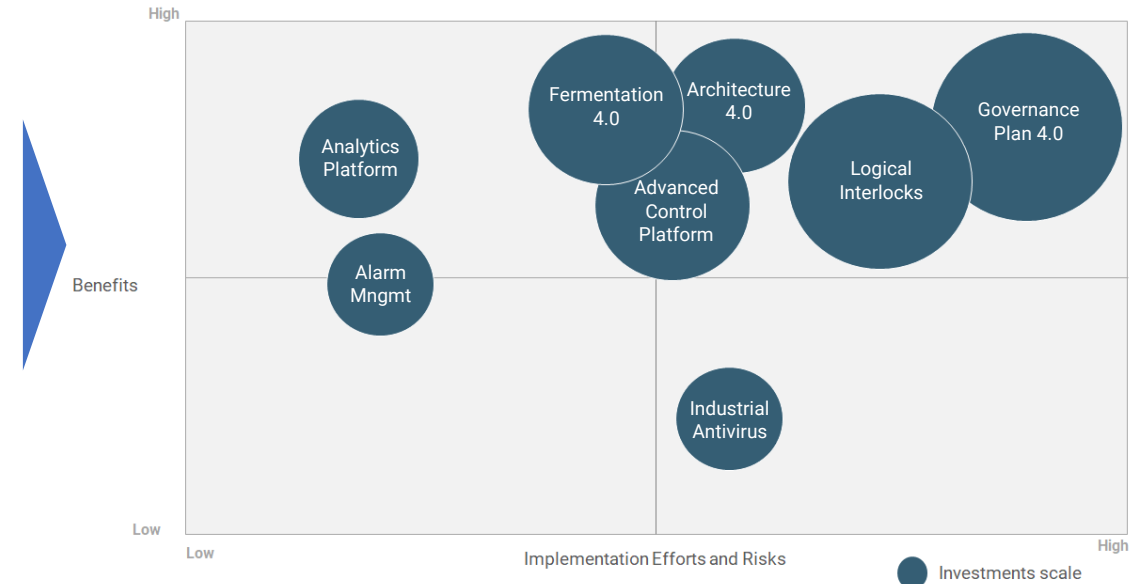 High
Fermentation
4.0
Architecture
4.0
Governance
Plan 4.0
Analytics
Platform
Logical
Interlocks
Advanced
Control
Platform
Alarm
Mngmt
Benefits
Industrial
Antivirus
Low
Low
Implementation Efforts and Risks
High
Investments scale